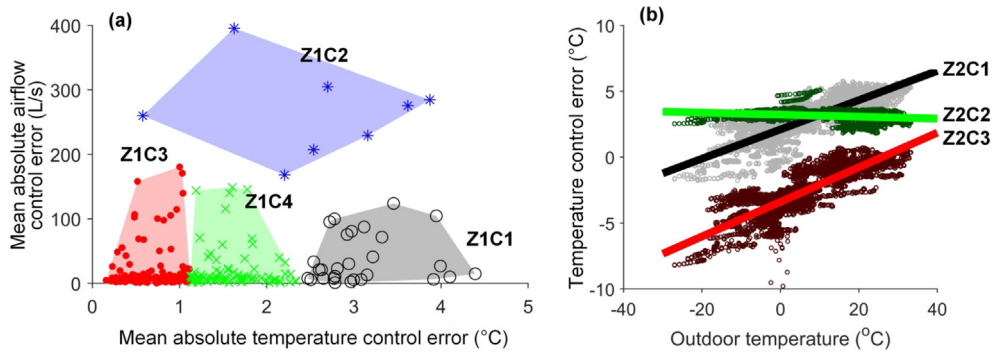 (a)
Mean absolute airflow
control error (L/s)
400
300
200
100
0
Z1C2
Z1C3
Z1C4
Z1C1
0
1
2
3
4
5
Mean absolute temperature control error (°C)
(b)
Temperature control error (°C)
10
5
0
-5
-10
Z2C1
Z2C2
Z2C3
-40
-20
0
20
40
Outdoor temperature (°C)